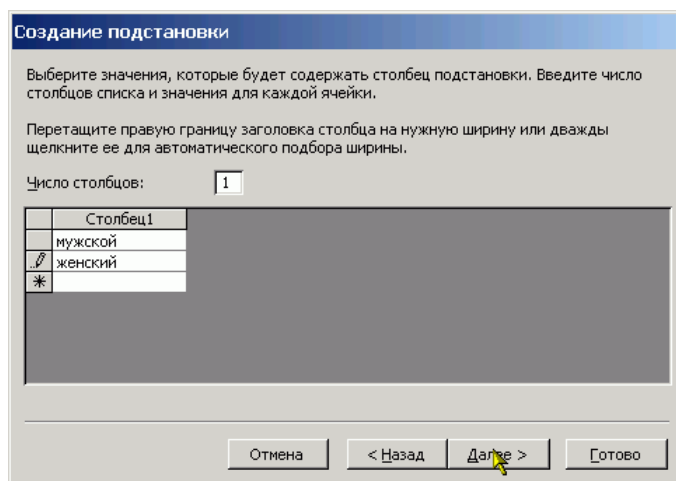 Создание подстановки
Выберите значения, которые будет содержать столбец подстановки. Введите число
столбцов списка и значения для каждой ячейки.
Перетащите правую границу заголовка столбца на нужную ширину или дважды
щелкните ее для автоматического подбора ширины.
Число столбцов: 1
Столбец1
мужской
женский
Отмена < Назад Далее > Готово